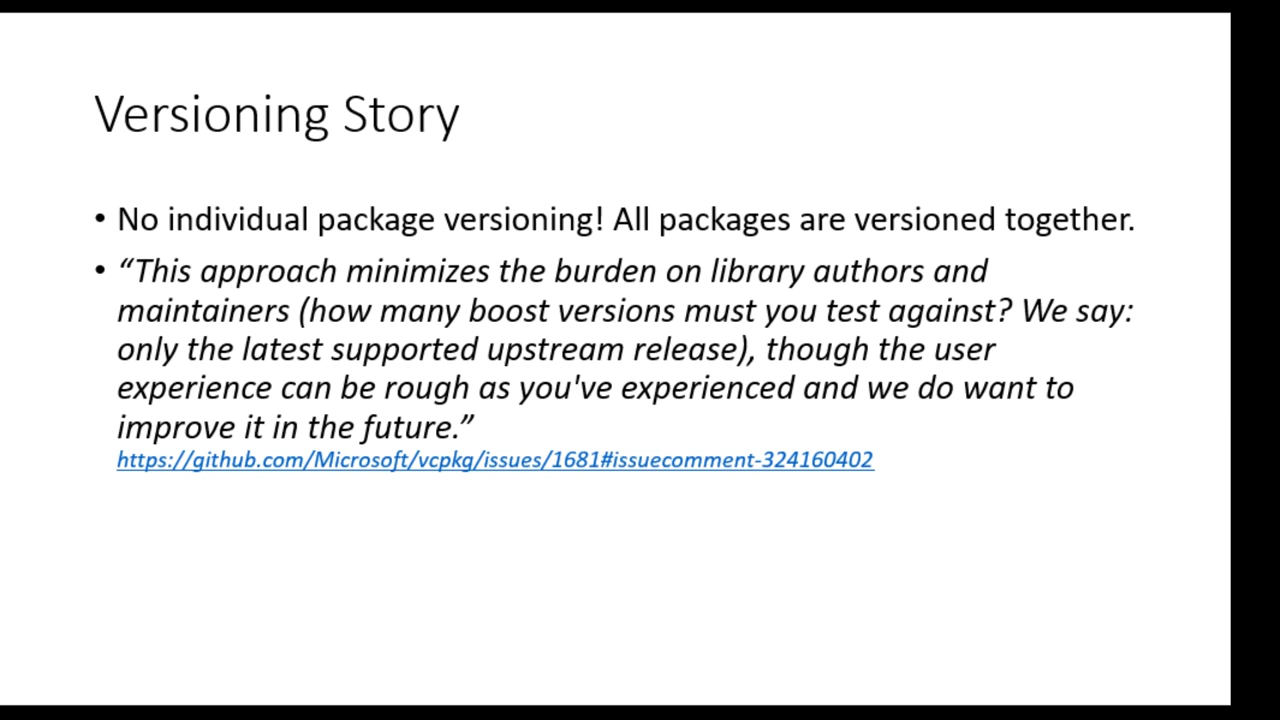 Versioning Story
• No individual package versioning! All packages are versioned together.
• “This approach minimizes the burden on library authors and
maintainers (how many boost versions must you test against? We say:
only the latest supported upstream release), though the user
experience can be rough as you've experienced and we do want to
improve it in the future.”
https://github.com/Microsoft/vcpkg/issues/1681#issuecomment-324160402